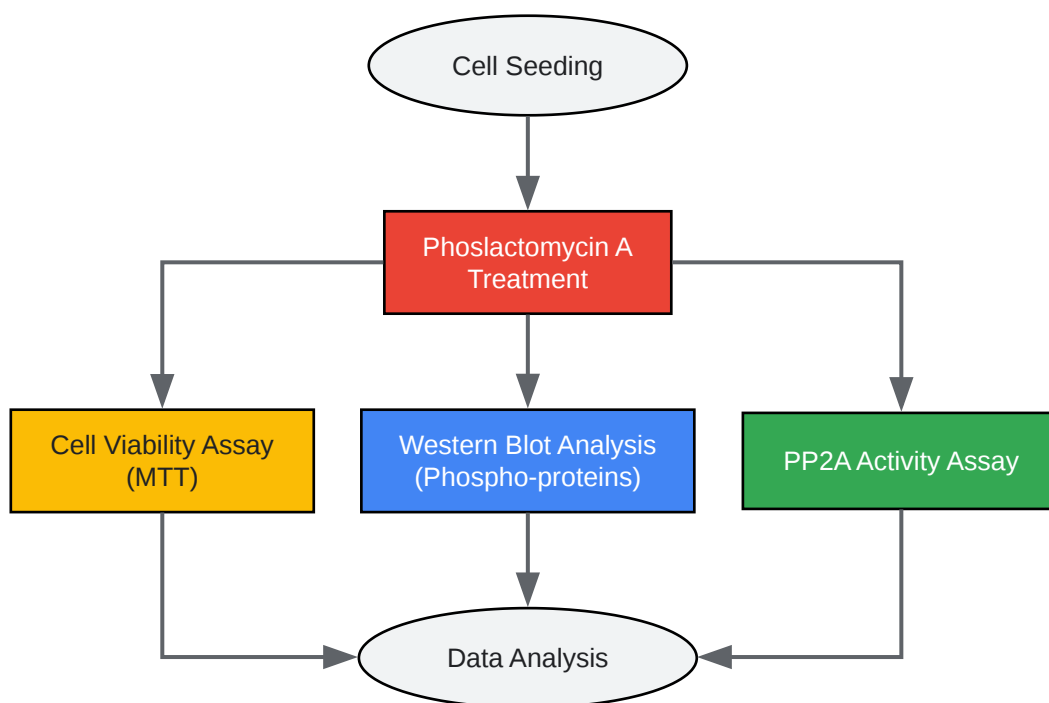 Cell Seeding
Phoslactomycin A
Treatment
Cell Viability Assay
(MTT)
Western Blot Analysis
(Phospho-proteins)
PP2A Activity Assay
Data Analysis